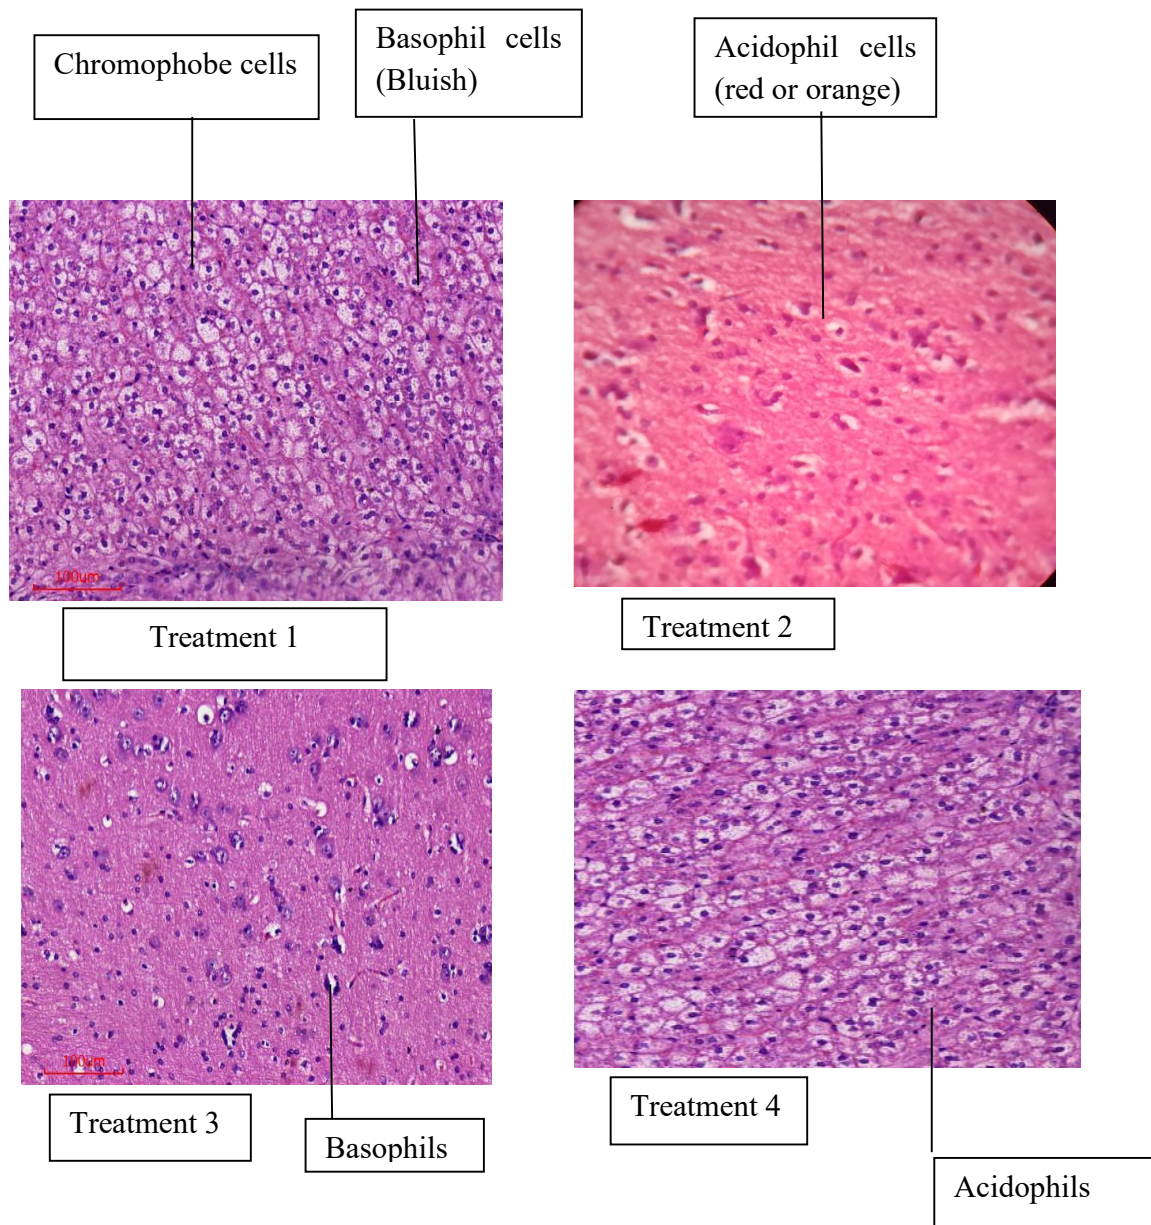 Chromophobe cells
Basophil cells
(Bluish)
Acidophil cells
(red or orange)
100um
Treatment 1
Treatment 2
100um
Treatment 3
Basophils
Treatment 4
Acidophils